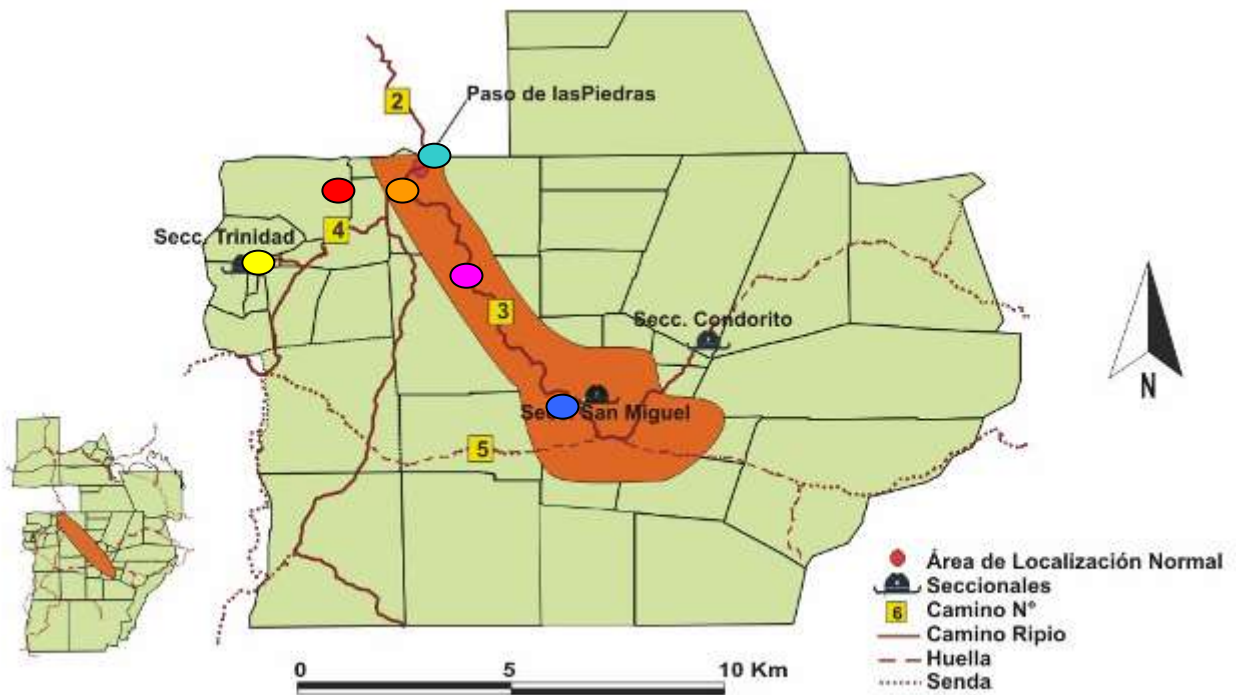 2
Paso de lasPiedras
4
Secc. Trinidad
3
Secc. Condorito
San Miguel
5
N
Área de Localización Normal
Seccionales
6 Camino Nº
Camino Ripio
Huella
Senda
0 5 10 Km